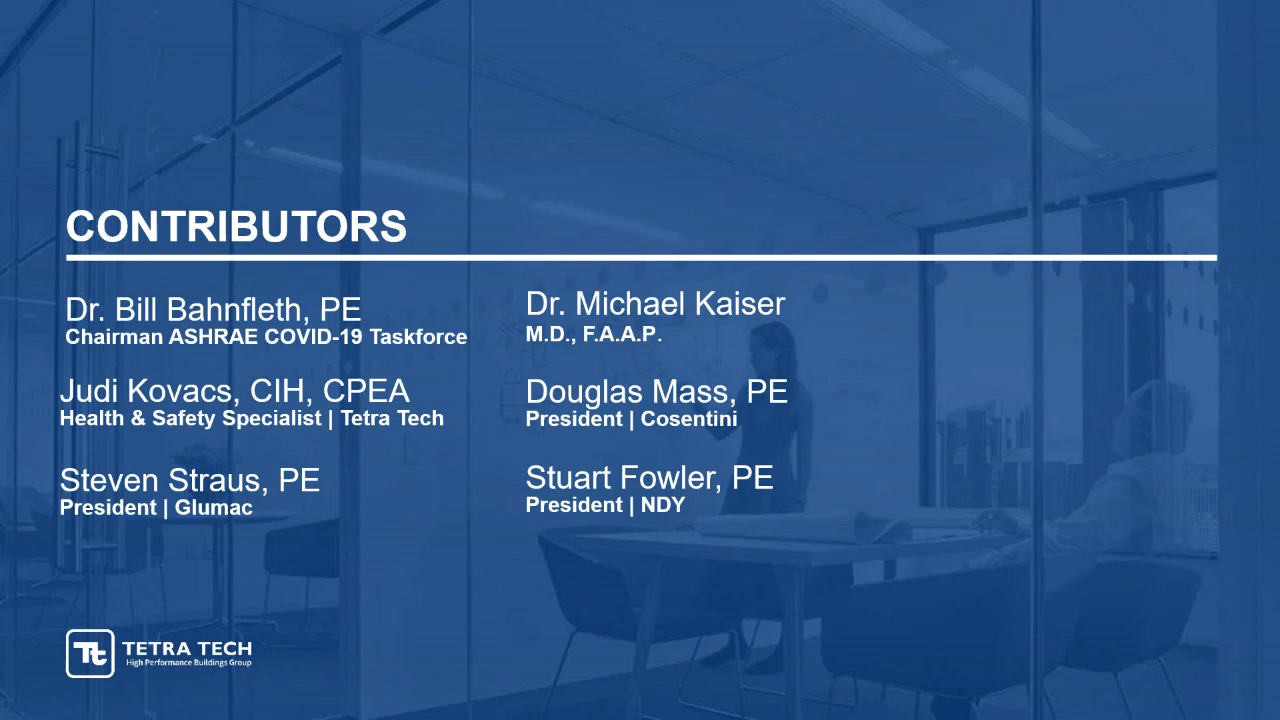 CONTRIBUTORS
Dr. Bill Bahnfleth, PE
Chairman ASHRAE COVID-19 Taskforce
Judi Kovacs, CIH, CPEA
Health & Safety Specialist | Tetra Tech
Steven Straus, PE
President | Glumac
Dr. Michael Kaiser
M.D., F.A.A.P.
Douglas Mass, PE
President | Cosentini
Stuart Fowler, PE
President | NDY
Tt TETRA TECH
High Performance Buildings Group